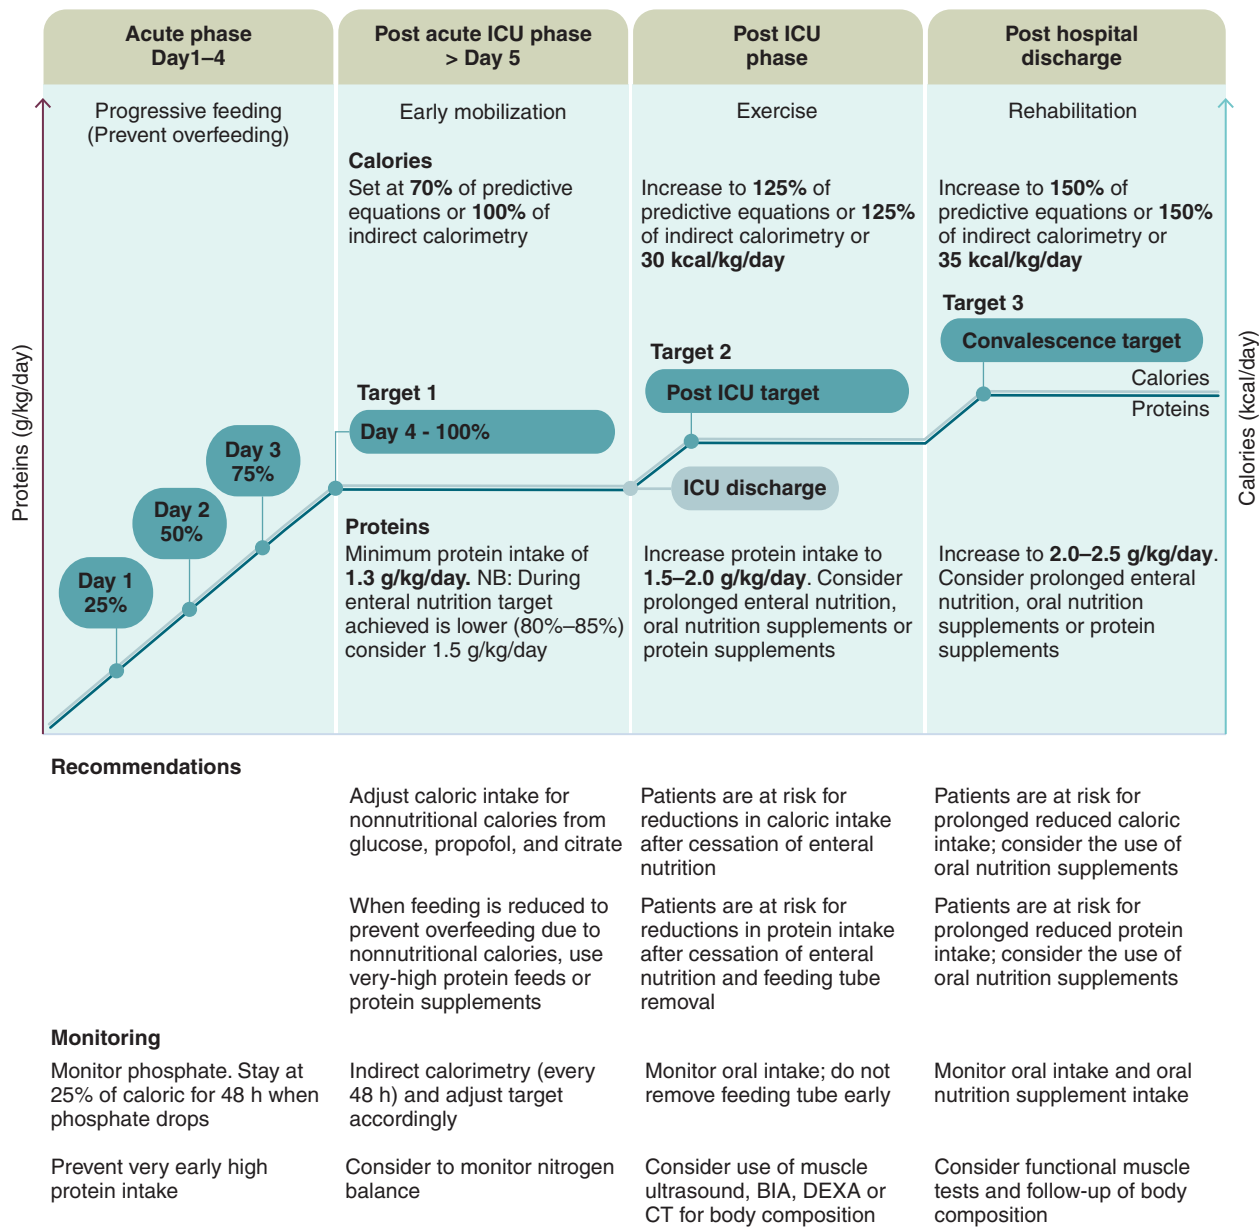 Acute phase
Day1–4
Post acute ICU phase
> Day 5
Post ICU
phase
Post hospital
discharge
Progressive feeding
(Prevent overfeeding)
Early mobilization
Exercise
Rehabilitation
Calories
Set at 70% of predictive
equations or 100% of
indirect calorimetry
Increase to 125% of
predictive equations or 125%
of indirect calorimetry or
30 kcal/kg/day
Increase to 150% of
predictive equations or 150%
of indirect calorimetry or
35 kcal/kg/day
Proteins (g/kg/day)
Calories (kcal/day)
Day 1
25%
Day 2
50%
Day 3
75%
Target 1
Day 4 - 100%
Target 2
Post ICU target
ICU discharge
Target 3
Convalescence target
Calories
Proteins
Proteins
Minimum protein intake of
1.3 g/kg/day. NB: During
enteral nutrition target
achieved is lower (80%–85%)
consider 1.5 g/kg/day
Increase protein intake to
1.5–2.0 g/kg/day. Consider
prolonged enteral nutrition,
oral nutrition supplements or
protein supplements
Increase to 2.0–2.5 g/kg/day.
Consider prolonged enteral
nutrition, oral nutrition
supplements or protein
supplements
Recommendations
Adjust caloric intake for
nonnutritional calories from
glucose, propofol, and citrate
Patients are at risk for
reductions in caloric intake
after cessation of enteral
nutrition
Patients are at risk for
prolonged reduced caloric
intake; consider the use of
oral nutrition supplements
When feeding is reduced to
prevent overfeeding due to
nonnutritional calories, use
very-high protein feeds or
protein supplements
Patients are at risk for
reductions in protein intake
after cessation of enteral
nutrition and feeding tube
removal
Patients are at risk for
prolonged reduced protein
intake; consider the use of
oral nutrition supplements
Monitoring
Monitor phosphate. Stay at
25% of caloric for 48 h when
phosphate drops
Indirect calorimetry (every
48 h) and adjust target
accordingly
Monitor oral intake; do not
remove feeding tube early
Monitor oral intake and oral
nutrition supplement intake
Prevent very early high
protein intake
Consider to monitor nitrogen
balance
Consider use of muscle
ultrasound, BIA, DEXA or
CT for body composition
Consider functional muscle
tests and follow-up of body
composition